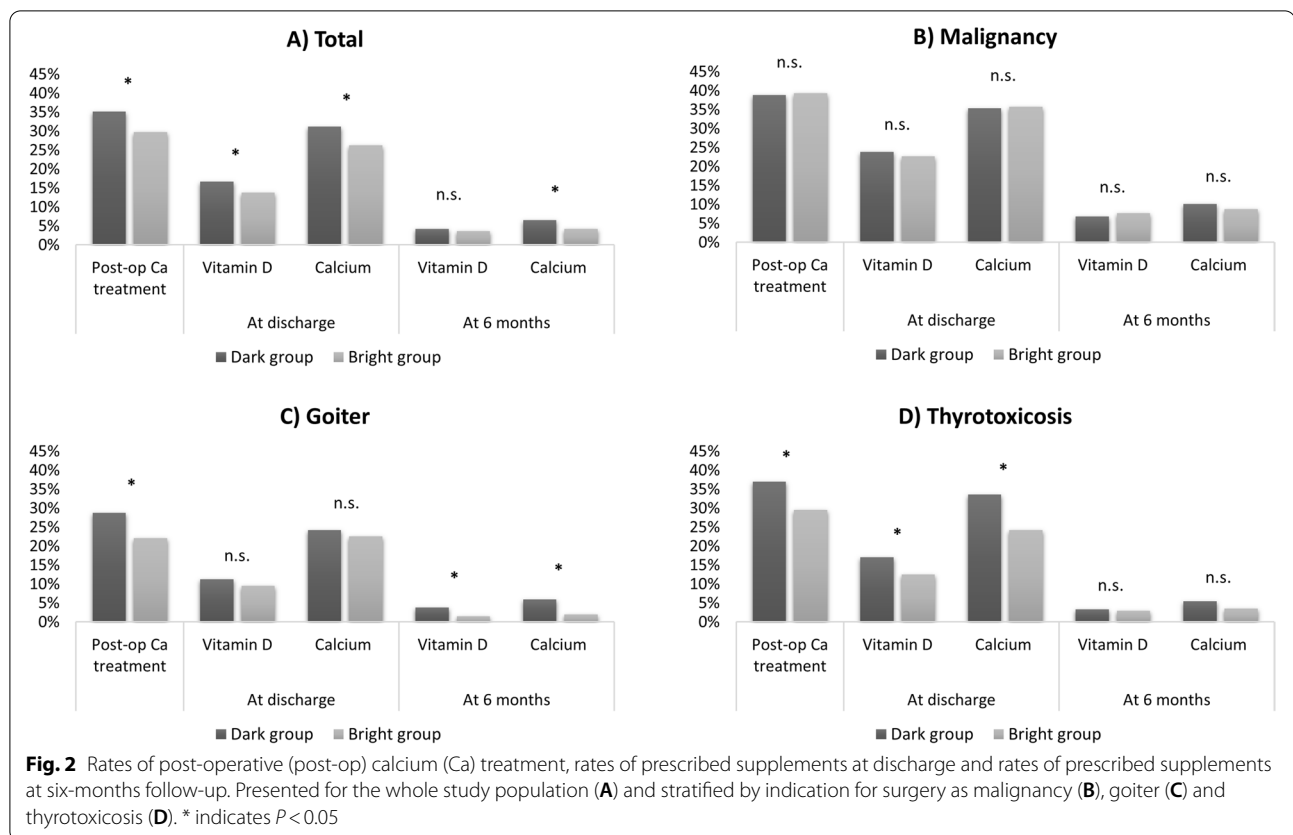 A) Total
45%
40%
35%
30%
25%
20%
15%
10%
5%
0%
*
*
*
n.s.
*
Post-op Ca
treatment
Vitamin D
Calcium
Vitamin D
Calcium
At discharge
At 6 months
Dark group
Bright group
B) Malignancy
45%
40%
35%
30%
25%
20%
15%
10%
5%
0%
n.s.
n.s.
n.s.
n.s.
n.s.
Post-op Ca
treatment
Vitamin D
Calcium
Vitamin D
Calcium
At discharge
At 6 months
Dark group
Bright group
C) Goiter
45%
40%
35%
30%
25%
20%
15%
10%
5%
0%
*
n.s.
n.s.
*
*
Post-op Ca
treatment
Vitamin D
Calcium
Vitamin D
Calcium
At discharge
At 6 months
Dark group
Bright group
D) Thyrotoxicosis
45%
40%
35%
30%
25%
20%
15%
10%
5%
0%
*
*
*
n.s.
n.s.
Post-op Ca
treatment
Vitamin D
Calcium
Vitamin D
Calcium
At discharge
At 6 months
Dark group
Bright group
Fig. 2 Rates of post-operative (post-op) calcium (Ca) treatment, rates of prescribed supplements at discharge and rates of prescribed supplements
at six-months follow-up. Presented for the whole study population (A) and stratified by indication for surgery as malignancy (B), goiter (C) and
thyrotoxicosis (D). * indicates P < 0.05